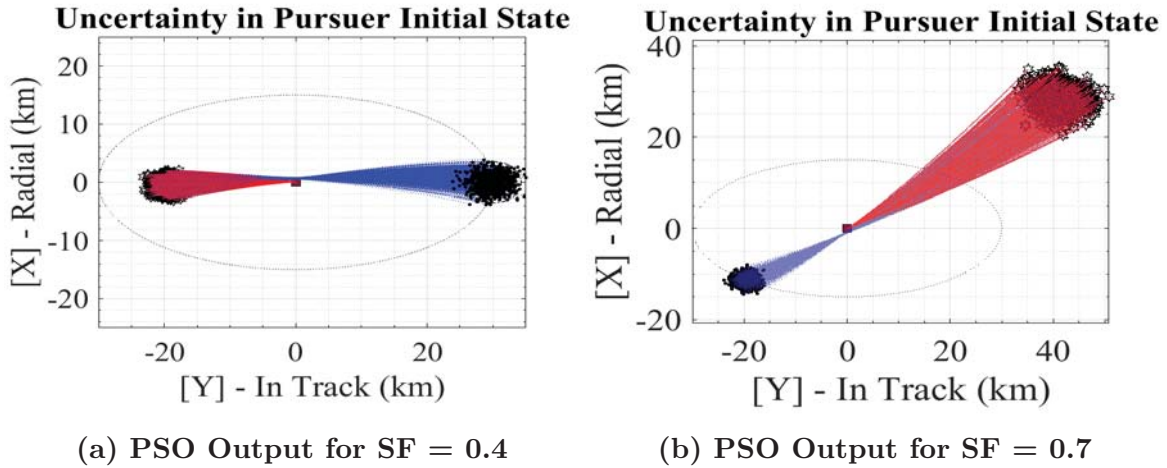 Uncertainty in Pursuer Initial State
[X] - Radial (km)
20
10
0
-10
-20
-20
0
20
[Y] - In Track (km)
(a) PSO Output for SF = 0.4
Uncertainty in Pursuer Initial State
[X] - Radial (km)
40
20
0
-20
-20
0
20
40
[Y] - In Track (km)
(b) PSO Output for SF = 0.7